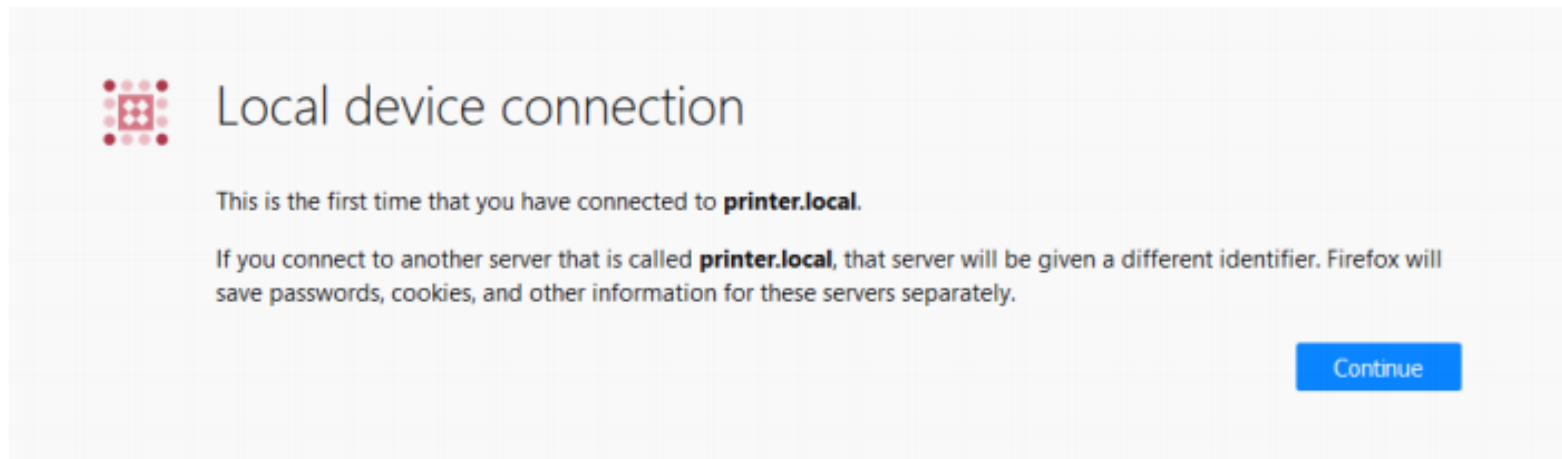 Local device connection
This is the first time that you have connected to printer.local.
If you connect to another server that is called printer.local, that server will be given a different identifier. Firefox will
save passwords, cookies, and other information for these servers separately.
Continue